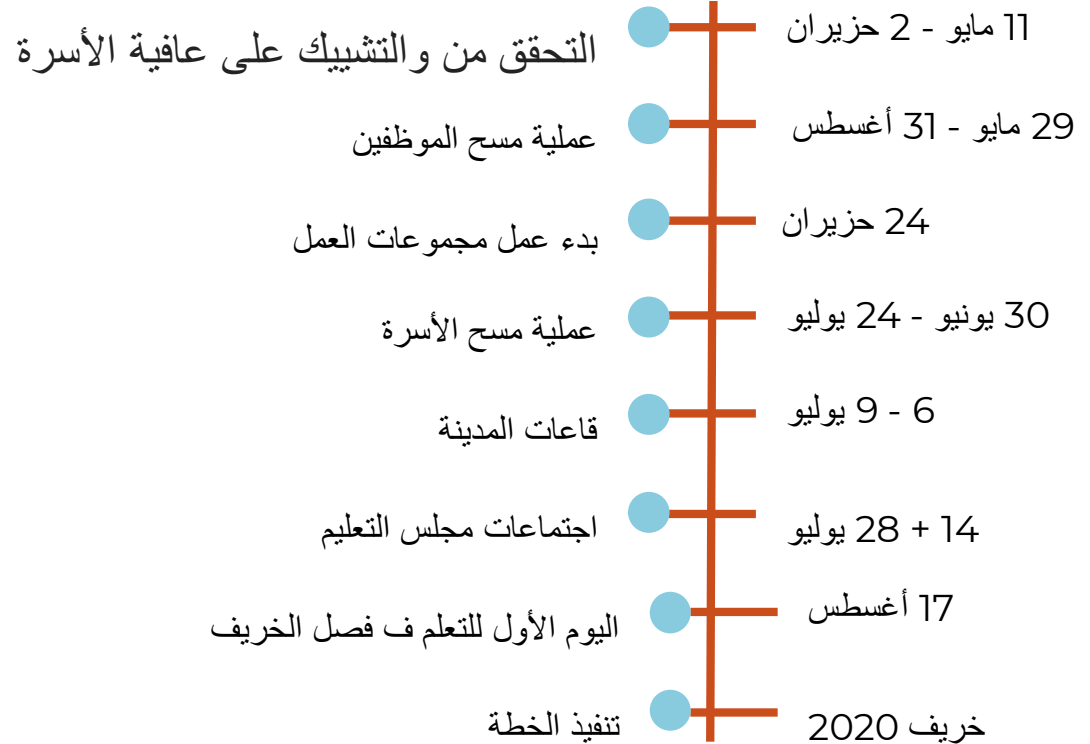 11 مايو - 2 حزيران
التحقق من والتشييك على عافية الأسرة
29 مايو - 31 أغسطس
عملية مسح الموظفين
24 حزيران
بدء عمل مجموعات العمل
30 يونيو - 24 يوليو
عملية مسح الأسرة
6 - 9 يوليو
قاعات المدينة
14 + 28 يوليو
اجتماعات مجلس التعليم
17 أغسطس
اليوم الأول للتعلم ف فصل الخريف
خريف 2020
تنفيذ الخطة